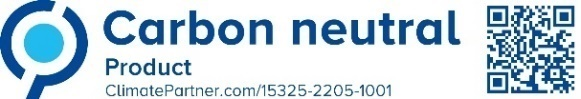 Carbon neutral
Product
ClimatePartner.com/15325-2205-1001